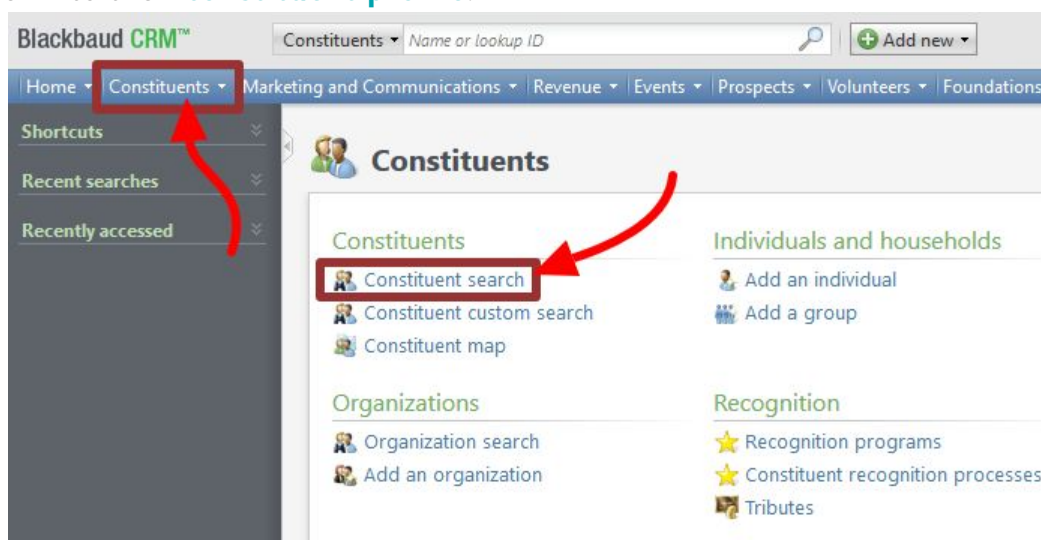 Blackbaud CRM™ Constituents Name or lookup ID Add new
Home Constituents Marketing and Communications Revenue Events Prospects Volunteers Foundations
Shortcuts
Recent searches
Recently accessed
Constituents
Constituents
Constituent search
Constituent custom search
Constituent map
Individuals and households
Add an individual
Add a group
Organizations
Organization search
Add an organization
Recognition
Recognition programs
Constituent recognition processes
Tributes